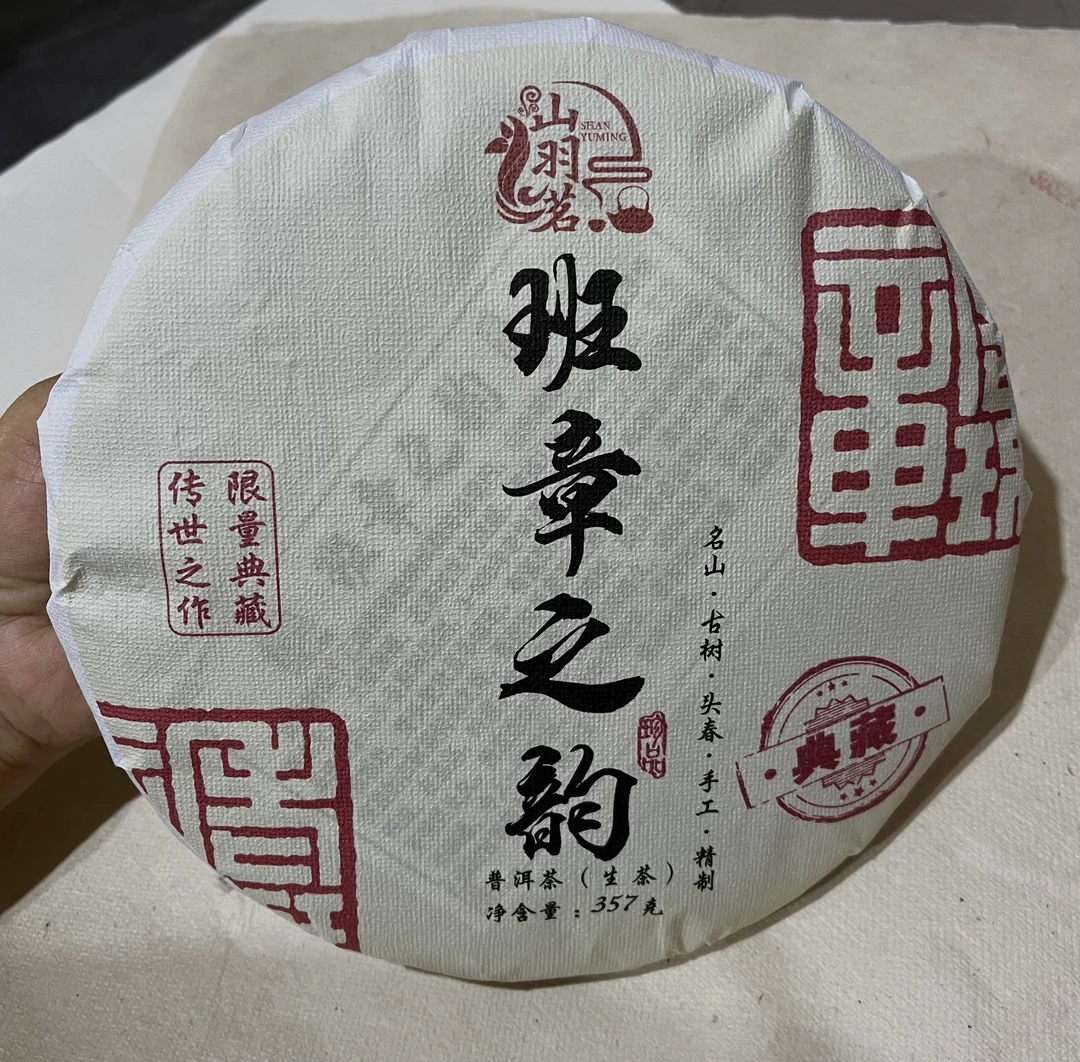 山羽茗
SHAN
YUMING
班章之韵
珍品
名山·古树·头春·手工·精制
限量典藏
传世之作
典藏
普洱茶（生茶）
净含量：357克